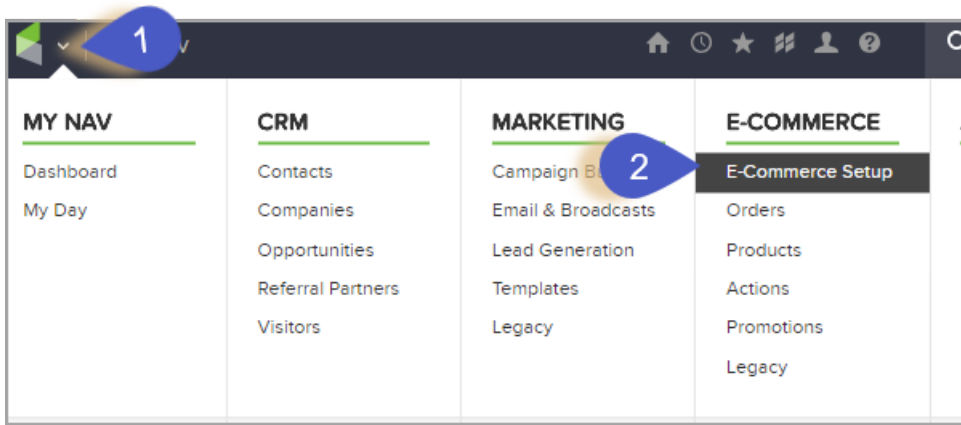 1
MY NAV
Dashboard
My Day
CRM
Contacts
Companies
Opportunities
Referral Partners
Visitors
MARKETING
2
Campaign
Email & Broadcasts
Lead Generation
Templates
Legacy
E-COMMERCE
E-Commerce Setup
Orders
Products
Actions
Promotions
Legacy